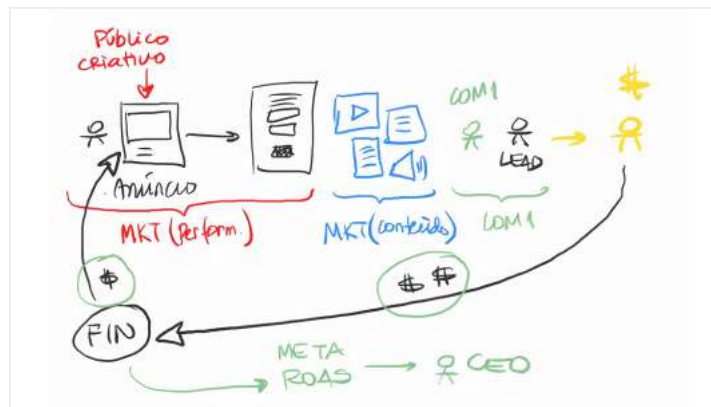 Público
criativo
Anúncio
MKT (Perform.)
MKT (conteúdo)
COM1
LEAD
COM1
$
$
$ $
FIN
META
ROAS
CEO